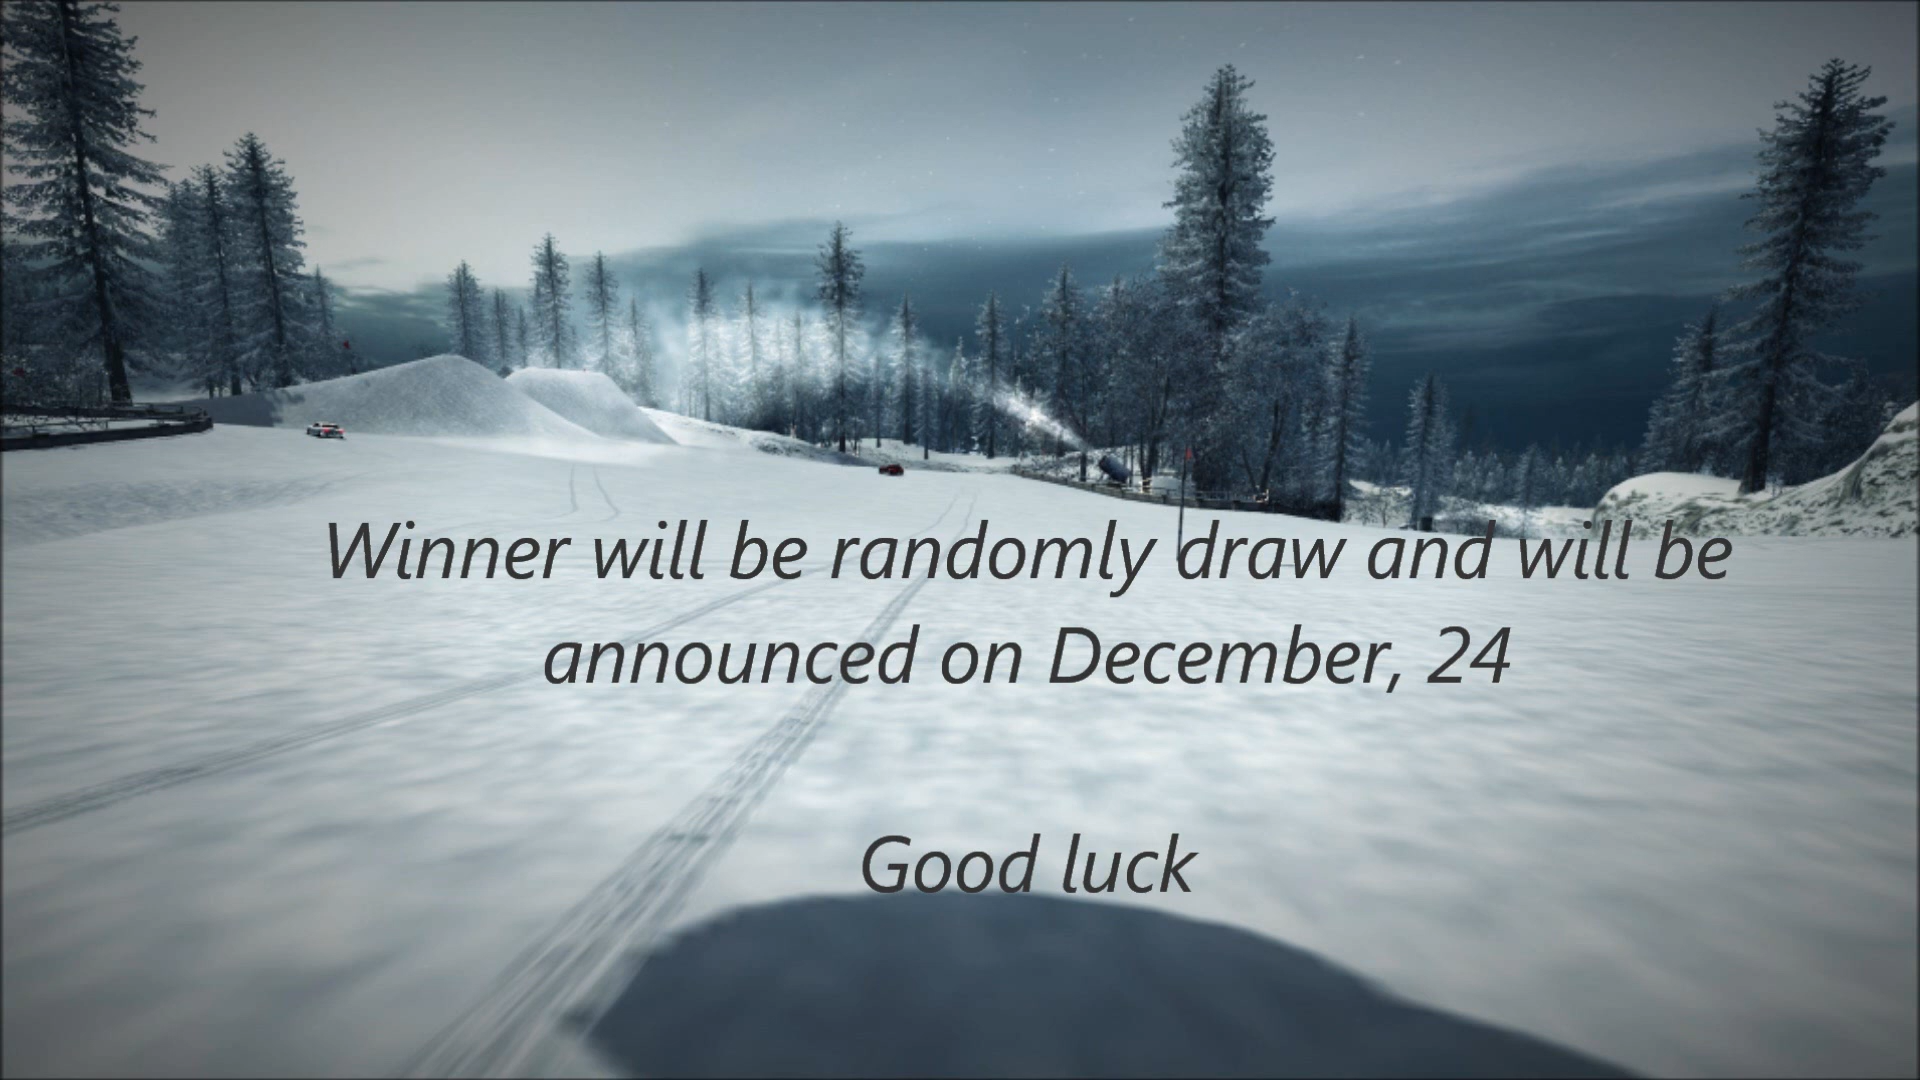 Winner will be randomly draw and will be
announced on December, 24
Good luck